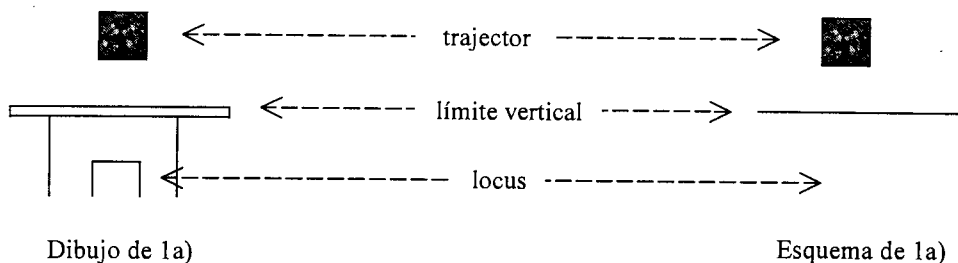 trajector
límite vertical
locus
Dibujo de 1a) Esquema de 1a)